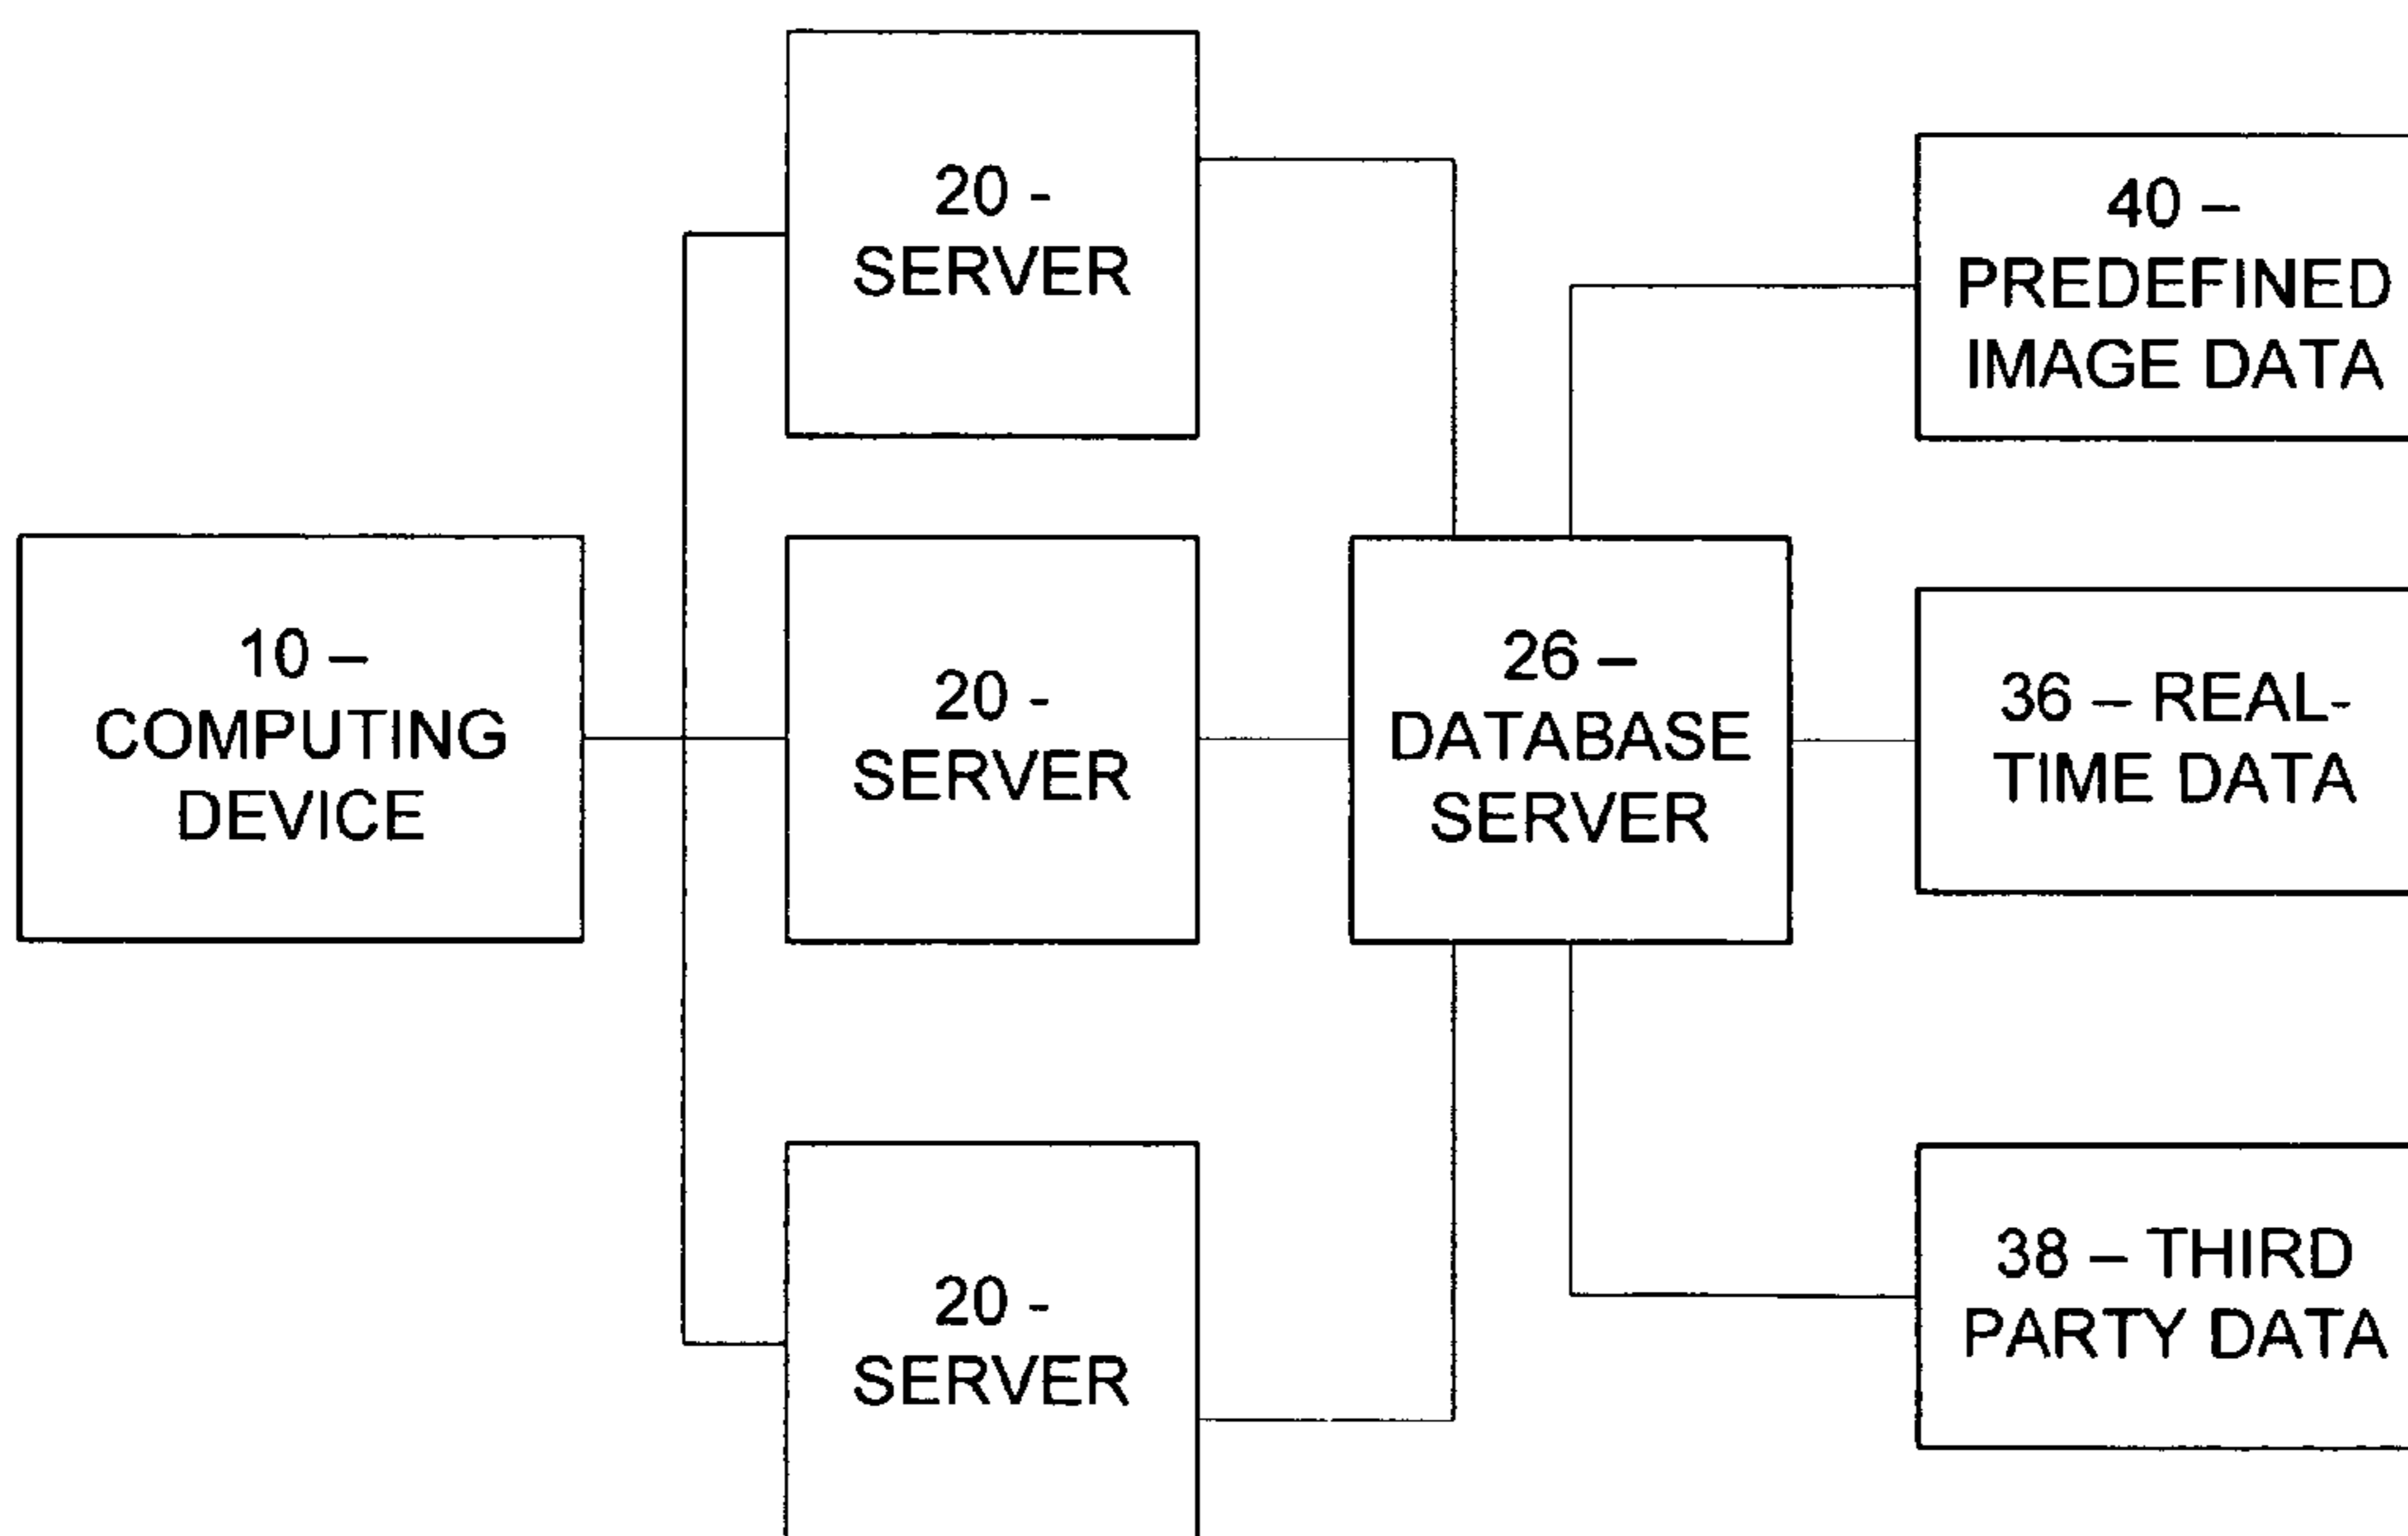 20 -
SERVER
40 –
PREDEFINED
IMAGE DATA
10 –
COMPUTING
DEVICE
20 -
SERVER
26 –
DATABASE
SERVER
36 – REAL-
TIME DATA
20 -
SERVER
38 – THIRD
PARTY DATA